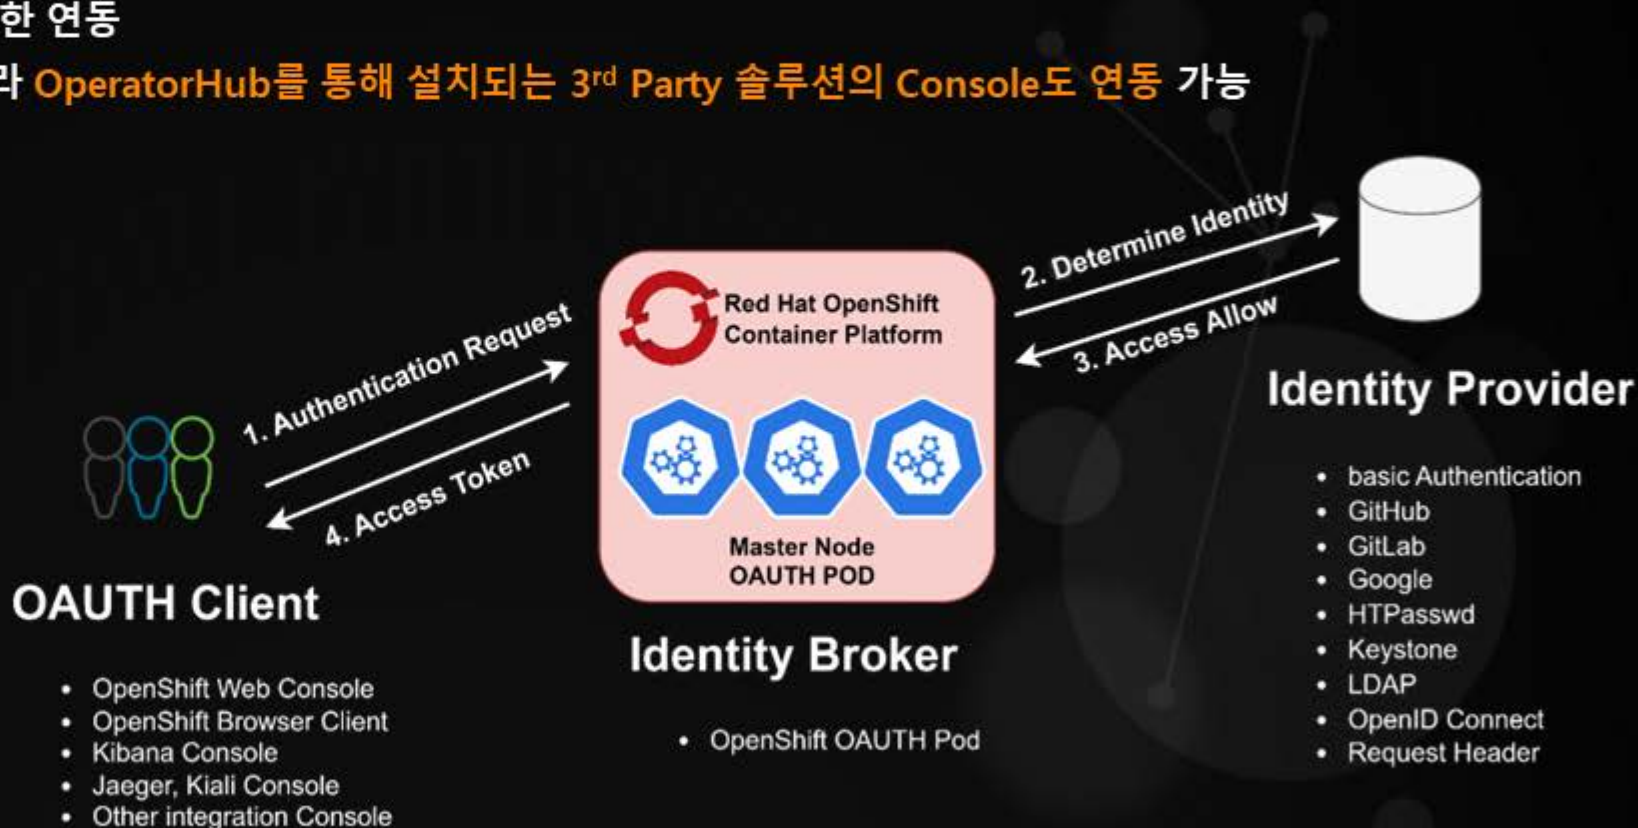 한 연동
라 OperatorHub를 통해 설치되는 3rd Party 솔루션의 Console도 연동 가능
1. Authentication Request
4. Access Token
OAUTH Client
• OpenShift Web Console
• OpenShift Browser Client
• Kibana Console
• Jaeger, Kiali Console
• Other integration Console
Red Hat OpenShift
Container Platform
Master Node
OAUTH POD
Identity Broker
• OpenShift OAUTH Pod
2. Determine Identity
3. Access Allow
Identity Provider
• basic Authentication
• GitHub
• GitLab
• Google
• HTPasswd
• Keystone
• LDAP
• OpenID Connect
• Request Header